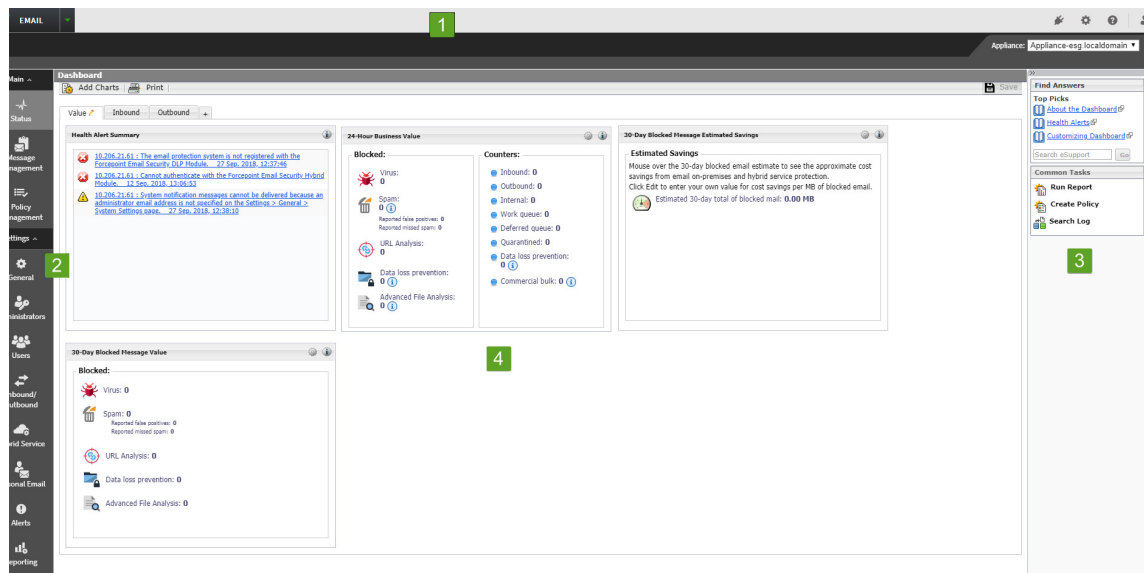 EMAIL
1
Appliance: Appliance-esg.localdomain
Main
Status
Message
Management
Policy
Management
Settings
2
General
Administrators
Users
Inbound/
Outbound
Hybrid Service
Personal Email
Alerts
Reporting
Dashboard
Add Charts
Print
Save
Value
Inbound
Outbound
+
Health Alert Summary
10.206.21.61 : The email protection system is not registered with the
Forcepoint Email Security DLP Module. 27 Sep. 2018, 12:37:46
10.206.21.61 : Cannot authenticate with the Forcepoint Email Security Hybrid
Module. 12 Sep. 2018, 13:06:53
10.206.21.61 : System notification messages cannot be delivered because an
administrator email address is not specified on the Settings > General >
System Settings page. 27 Sep. 2018, 12:38:10
24-Hour Business Value
Blocked:
Virus:
0
Spam:
0
Reported false positives: 0
Reported missed spam: 0
URL Analysis:
0
Data loss prevention:
0
Advanced File Analysis:
0
Counters:
Inbound: 0
Outbound: 0
Internal: 0
Work queue: 0
Deferred queue: 0
Quarantined: 0
Data loss prevention:
0
Commercial bulk: 0
30-Day Blocked Message Estimated Savings
Estimated Savings
Mouse over the 30-day blocked email estimate to see the approximate cost
savings from email on-premises and hybrid service protection.
Click Edit to enter your own value for cost savings per MB of blocked email.
Estimated 30-day total of blocked mail: 0.00 MB
30-Day Blocked Message Value
Blocked:
Virus: 0
Spam: 0
Reported false positives: 0
Reported missed spam: 0
URL Analysis: 0
Data loss prevention: 0
Advanced File Analysis: 0
4
Find Answers
Top Picks
About the Dashboard
Health Alerts
Customizing Dashboard
Search eSupport
Go
Common Tasks
Run Report
Create Policy
Search Log
3